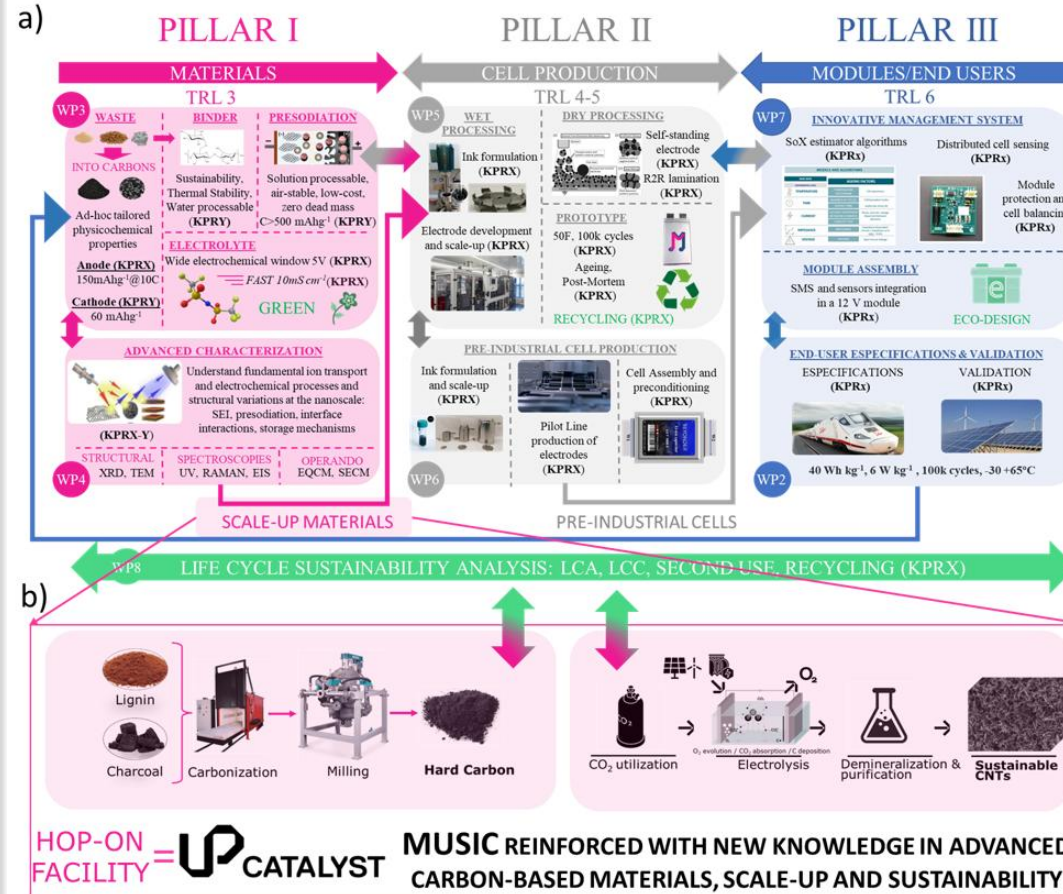 a)
PILLAR I
PILLAR II
PILLAR III
MATERIALS
CELL PRODUCTION
MODULES/END USERS
TRL 3
TRL 4-5
TRL 6
WP3
WASTE
INTO CARBONS
Ad-hoc tailored
physicochemical
properties
Anode (KPRX)
150mAhg-1@10C
Cathode (KPRY)
60 mAhg-1
BINDER
Sustainability,
Thermal Stability,
Water processable
(KPRY)
PRESODIATION
Solution processable,
air-stable, low-cost,
zero dead mass
C>500 mAhg-1 (KPRY)
ELECTROLYTE
Wide electrochemical window 5V (KPRX)
FAST 10mS cm-1(KPRX)
GREEN
ADVANCED CHARACTERIZATION
Understand fundamental ion transport
and electrochemical processes and
structural variations at the nanoscale:
SEI, presodiation, interface
interactions, storage mechanisms
(KPRX-Y)
STRUCTURAL
XRD, TEM
SPECTROSCOPIES
UV, RAMAN, EIS
OPERANDO
EQCM, SECM
WP4
WP5
WET
PROCESSING
Ink formulation
(KPRX)
Electrode development
and scale-up (KPRX)
DRY PROCESSING
Self-standing
electrode
(KPRX)
R2R lamination
(KPRX)
PROTOTYPE
50F, 100k cycles
(KPRX)
Ageing,
Post-Mortem
(KPRX)
RECYCLING (KPRX)
PRE-INDUSTRIAL CELL PRODUCTION
Ink formulation
and scale-up
(KPRX)
Pilot Line
production of
electrodes
(KPRX)
Cell Assembly and
preconditioning
(KPRX)
WP6
WP7
INNOVATIVE MANAGEMENT SYSTEM
SoX estimator algorithms
(KPRx)
Distributed cell sensing
(KPRx)
Module
protection an
cell balancin
(KPRx)
MODULE ASSEMBLY
SMS and sensors integration
in a 12 V module
(KPRx)
ECO-DESIGN
END-USER ESPECIFICATIONS & VALIDATION
ESPECIFICATIONS
(KPRx)
VALIDATION
(KPRx)
40 Wh kg-1, 6 W kg-1, 100k cycles, -30 +65°C
WP2
SCALE-UP MATERIALS
PRE-INDUSTRIAL CELLS
WP8
LIFE CYCLE SUSTAINABILITY ANALYSIS: LCA, LCC, SECOND USE, RECYCLING (KPRX)
b)
Lignin
Charcoal
Carbonization
Milling
Hard Carbon
CO2
CO2 utilization
O2
O2 evolution / CO2 absorption / C deposition
Electrolysis
Demineralization &
purification
Sustainable
CNTs
HOP-ON
FACILITY
=
UP CATALYST
MUSIC REINFORCED WITH NEW KNOWLEDGE IN ADVANCED
CARBON-BASED MATERIALS, SCALE-UP AND SUSTAINABILITY